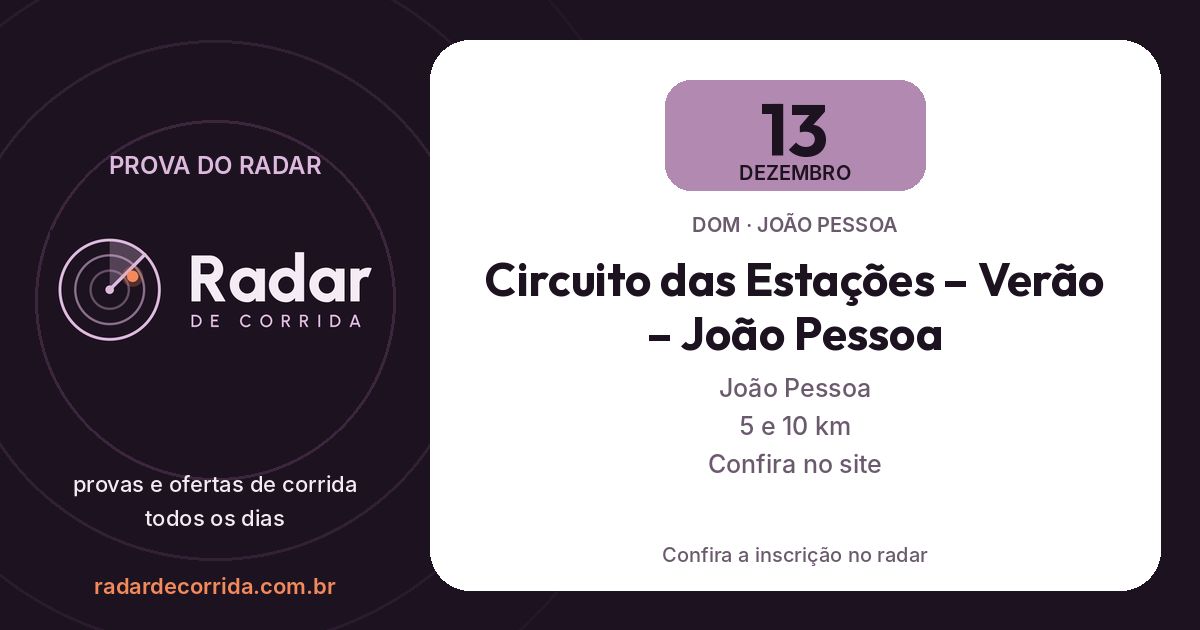 PROVA DO RADAR
Radar
DE CORRIDA
provas e ofertas de corrida
todos os dias
radardecorrida.com.br
13
DEZEMBRO
DOM · JOÃO PESSOA
Circuito das Estações – Verão
– João Pessoa
João Pessoa
5 e 10 km
Confira no site
Confira a inscrição no radar